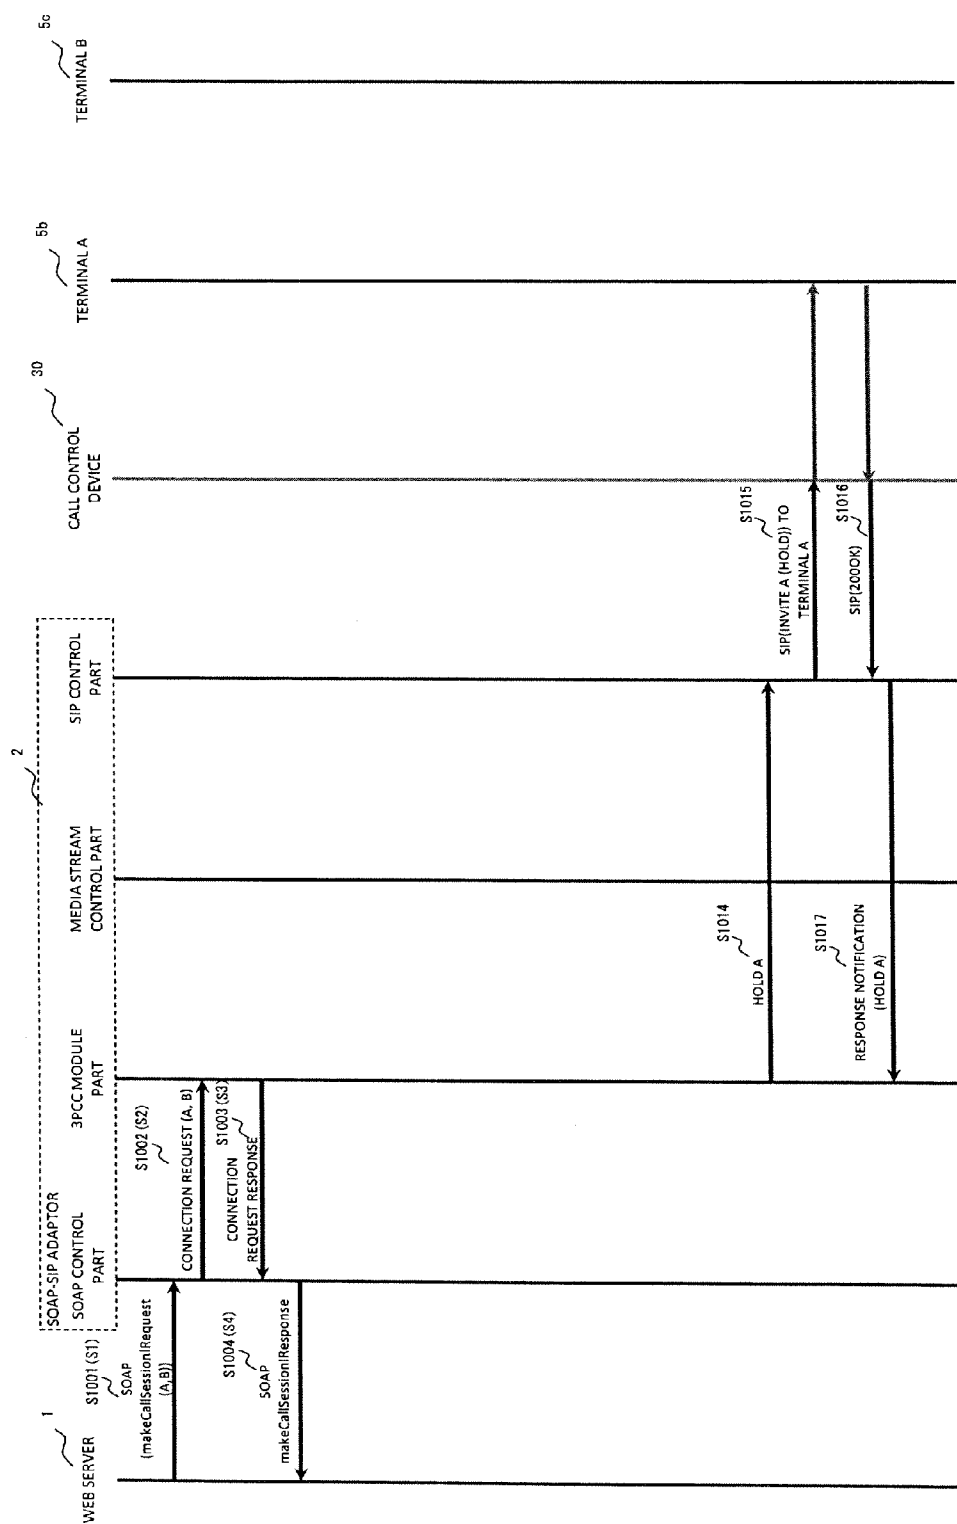 WEB SERVER
1
SOAP-SIP ADAPTOR
2
SOAP CONTROL
PART
3PCC MODULE
PART
MEDIA STREAM
CONTROL PART
SIP CONTROL
PART
CALL CONTROL
DEVICE
30
TERMINAL A
5b
TERMINAL B
5c
S1001 (S1)
SOAP
(makeCallSessionIRequest
(A, B))
S1002 (S2)
CONNECTION REQUEST (A, B)
S1003 (S3)
CONNECTION
REQUEST RESPONSE
S1004 (S4)
SOAP
makeCallSessionIResponse
S1014
HOLD A
S1015
SIP(INVITE A (HOLD)) TO
TERMINAL A
S1016
SIP(200OK)
S1017
RESPONSE NOTIFICATION
(HOLD A)